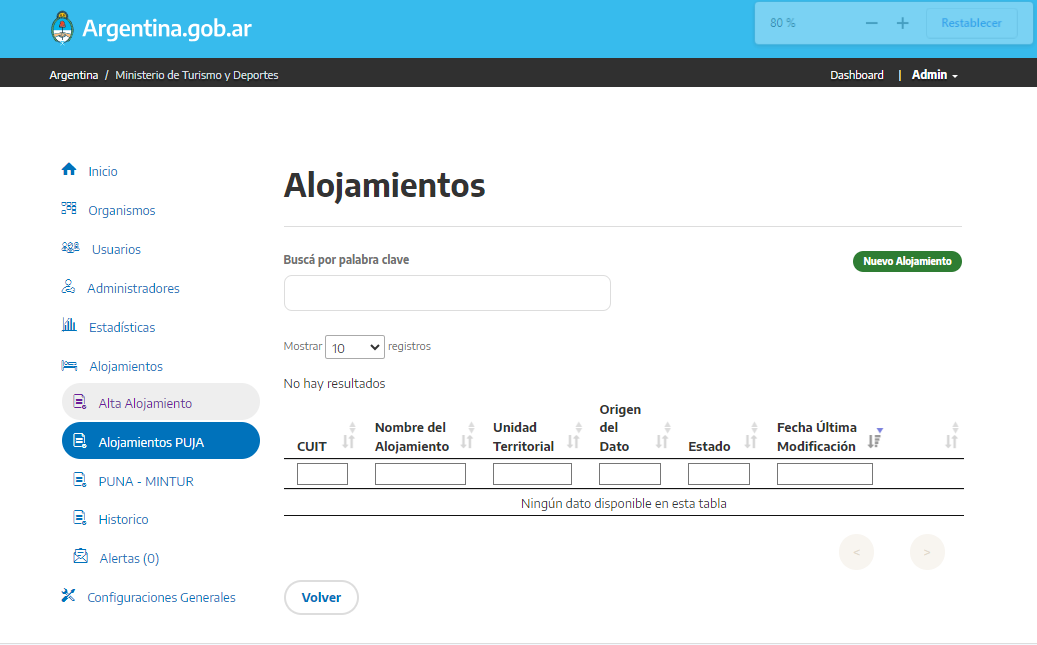 Argentina.gob.ar
80 %
Restablecer
Argentina / Ministerio de Turismo y Deportes
Dashboard | Admin
Inicio
Organismos
Usuarios
Administradores
Estadísticas
Alojamientos
Alta Alojamiento
Alojamientos PUJA
PUNA - MINTUR
Historico
Alertas (0)
Configuraciones Generales
Alojamientos
Buscá por palabra clave
Nuevo Alojamiento
Mostrar 10 registros
No hay resultados
CUIT
Nombre del
Alojamiento
Unidad
Territorial
Origen
del
Dato
Estado
Fecha Última
Modificación
Ningún dato disponible en esta tabla
< >
Volver